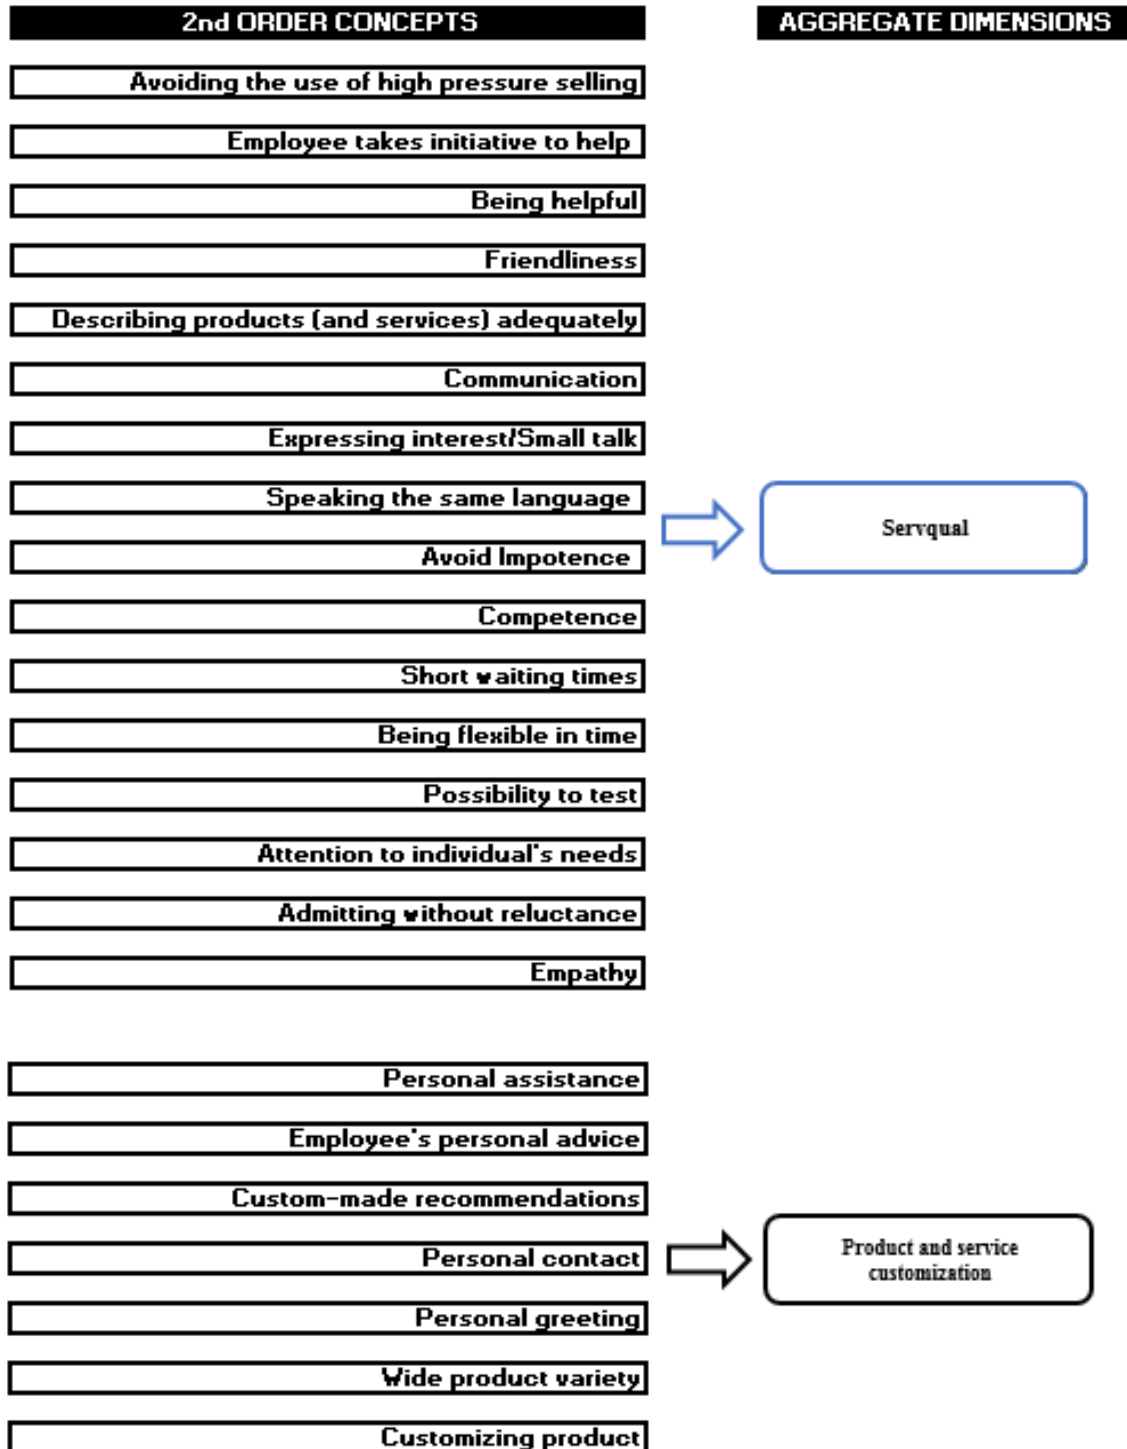 2nd ORDER CONCEPTS
AGGREGATE DIMENSIONS
Avoiding the use of high pressure selling
Employee takes initiative to help
Being helpful
Friendliness
Describing products (and services) adequately
Communication
Expressing interest/Small talk
Speaking the same language
Avoid Impotence
Competence
Short waiting times
Being flexible in time
Possibility to test
Attention to individual's needs
Admitting without reluctance
Empathy
Servqual
Personal assistance
Employee's personal advice
Custom-made recommendations
Personal contact
Personal greeting
Wide product variety
Customizing product
Product and service
customization